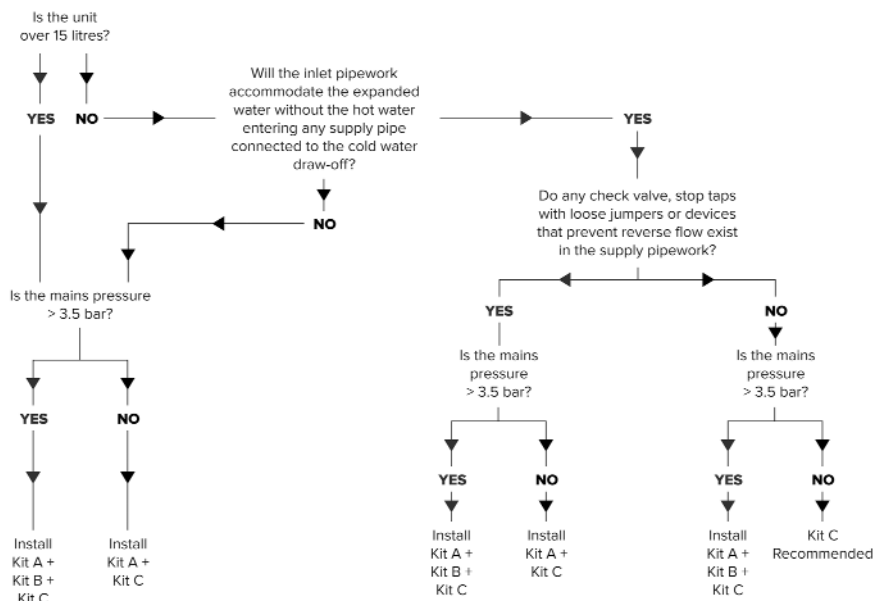 Is the unit
over 15 litres?
YES
NO
Will the inlet pipework
accommodate the expanded
water without the hot water
entering any supply pipe
connected to the cold water
draw-off?
YES
NO
Do any check valve, stop taps
with loose jumpers or devices
that prevent reverse flow exist
in the supply pipework?
Is the mains pressure
> 3.5 bar?
YES
NO
Install
Kit A +
Kit B +
Kit C
Install
Kit A +
Kit C
YES
NO
Is the mains
pressure
> 3.5 bar?
YES
NO
Install
Kit A +
Kit B +
Kit C
Install
Kit A +
Kit C
Is the mains
pressure
> 3.5 bar?
YES
NO
Install
Kit A +
Kit B +
Kit C
Kit C
Recommended